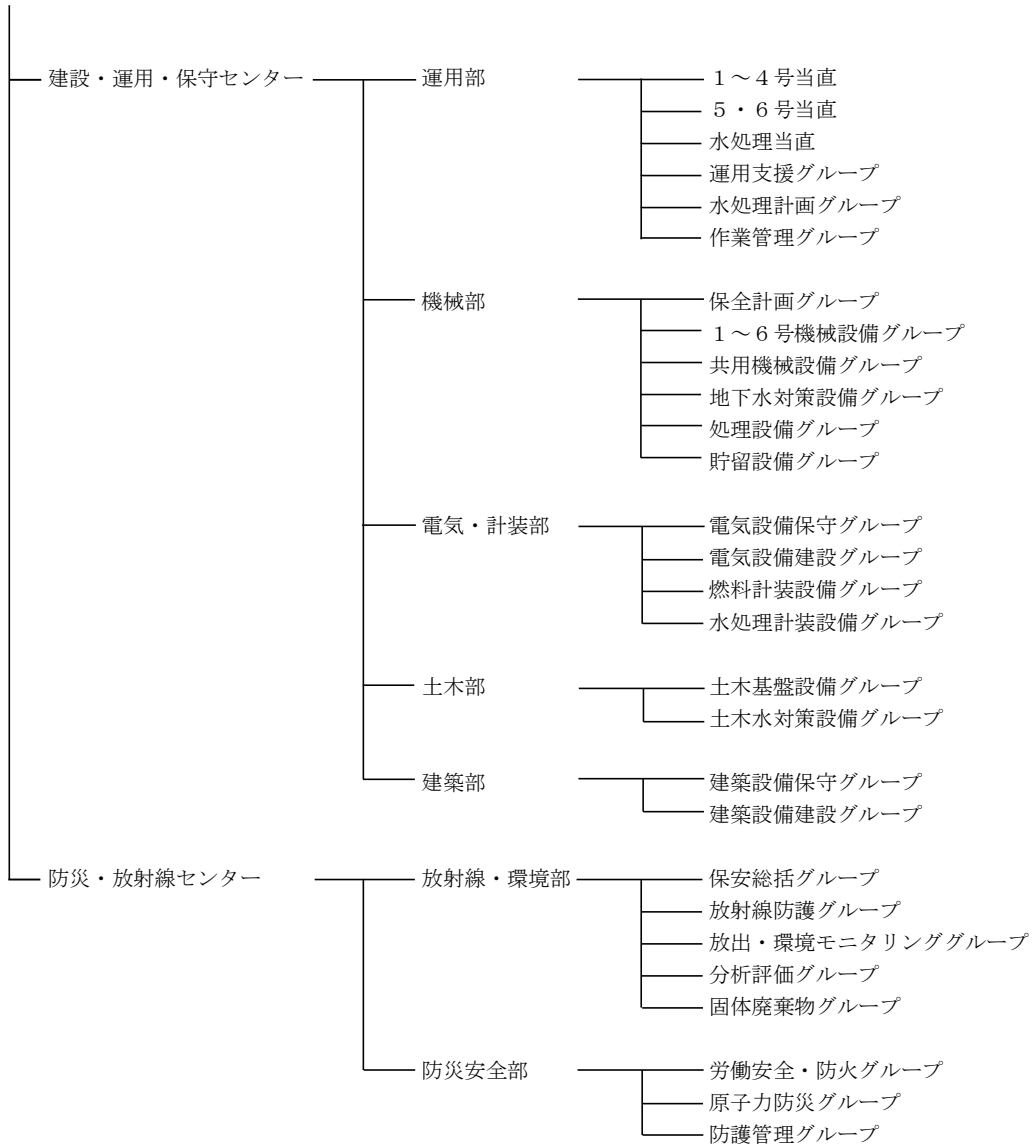 建設・運用・保守センター 運用部 １～４号当直
５・６号当直
水処理当直
運用支援グループ
水処理計画グループ
作業管理グループ
機械部 保全計画グループ
１～６号機械設備グループ
共用機械設備グループ
地下水対策設備グループ
処理設備グループ
貯留設備グループ
電気・計装部 電気設備保守グループ
電気設備建設グループ
燃料計装設備グループ
水処理計装設備グループ
土木部 土木基盤設備グループ
土木水対策設備グループ
建築部 建築設備保守グループ
建築設備建設グループ
防災・放射線センター 放射線・環境部 保安総括グループ
放射線防護グループ
放出・環境モニタリンググループ
分析評価グループ
固体廃棄物グループ
防災安全部 労働安全・防火グループ
原子力防災グループ
防護管理グループ